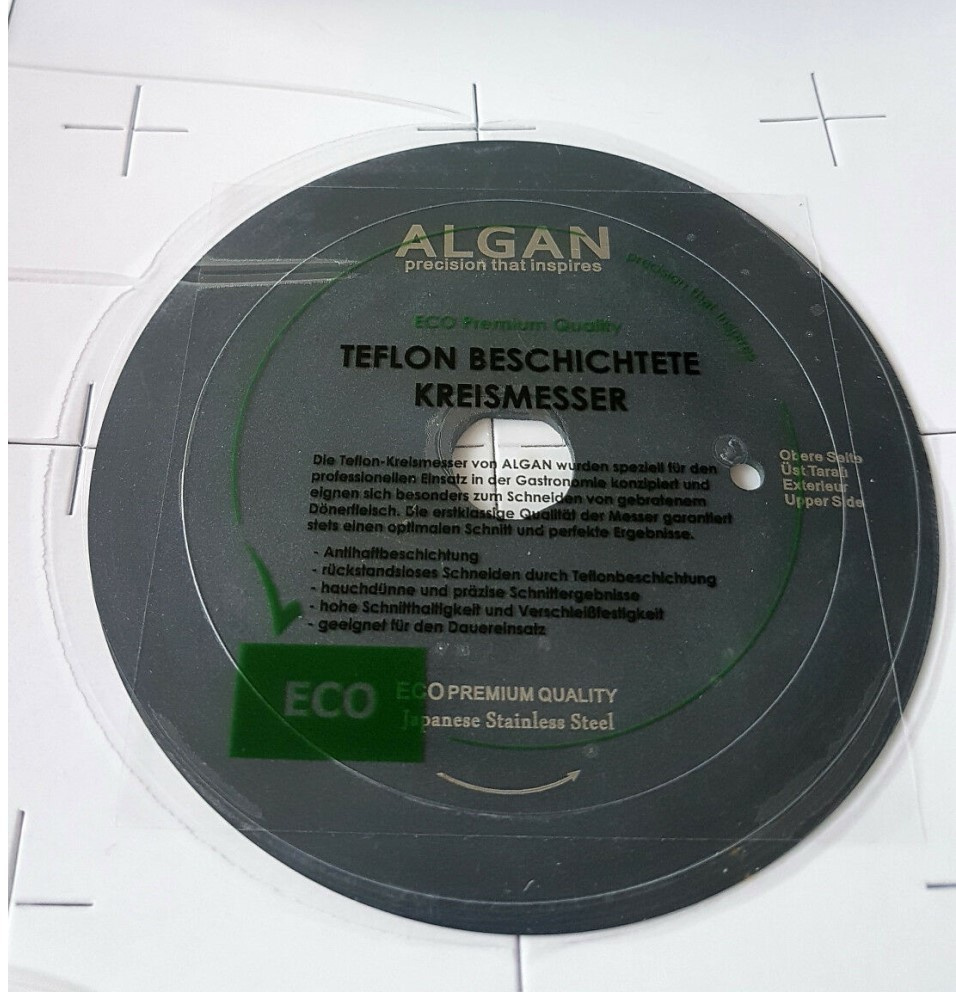 ALGAN
precision that inspires
precision that inspires
ECO Premium Quality
TEFLON BESCHICHTETE
KREISMESSER
Die Teflon-Kreismesser von ALGAN wurden speziell für den
professionellen Einsatz in der Gastronomie konzipiert und
eignen sich besonders zum Schneiden von gebratenem
Dönerfleisch. Die erstklassige Qualität der Messer garantiert
stets einen optimalen Schnitt und perfekte Ergebnisse.
- Antihaftbeschichtung
- rückstandsloses Schneiden durch Teflonbeschichtung
- hauchdünne und präzise Schnittergebnisse
- hohe Schnitthaltigkeit und Verschleißfestigkeit
- geeignet für den Dauereinsatz
Obere Seite
Üst Tarafı
Exterieur
Upper Side
ECO
ECO PREMIUM QUALITY
Japanese Stainless Steel